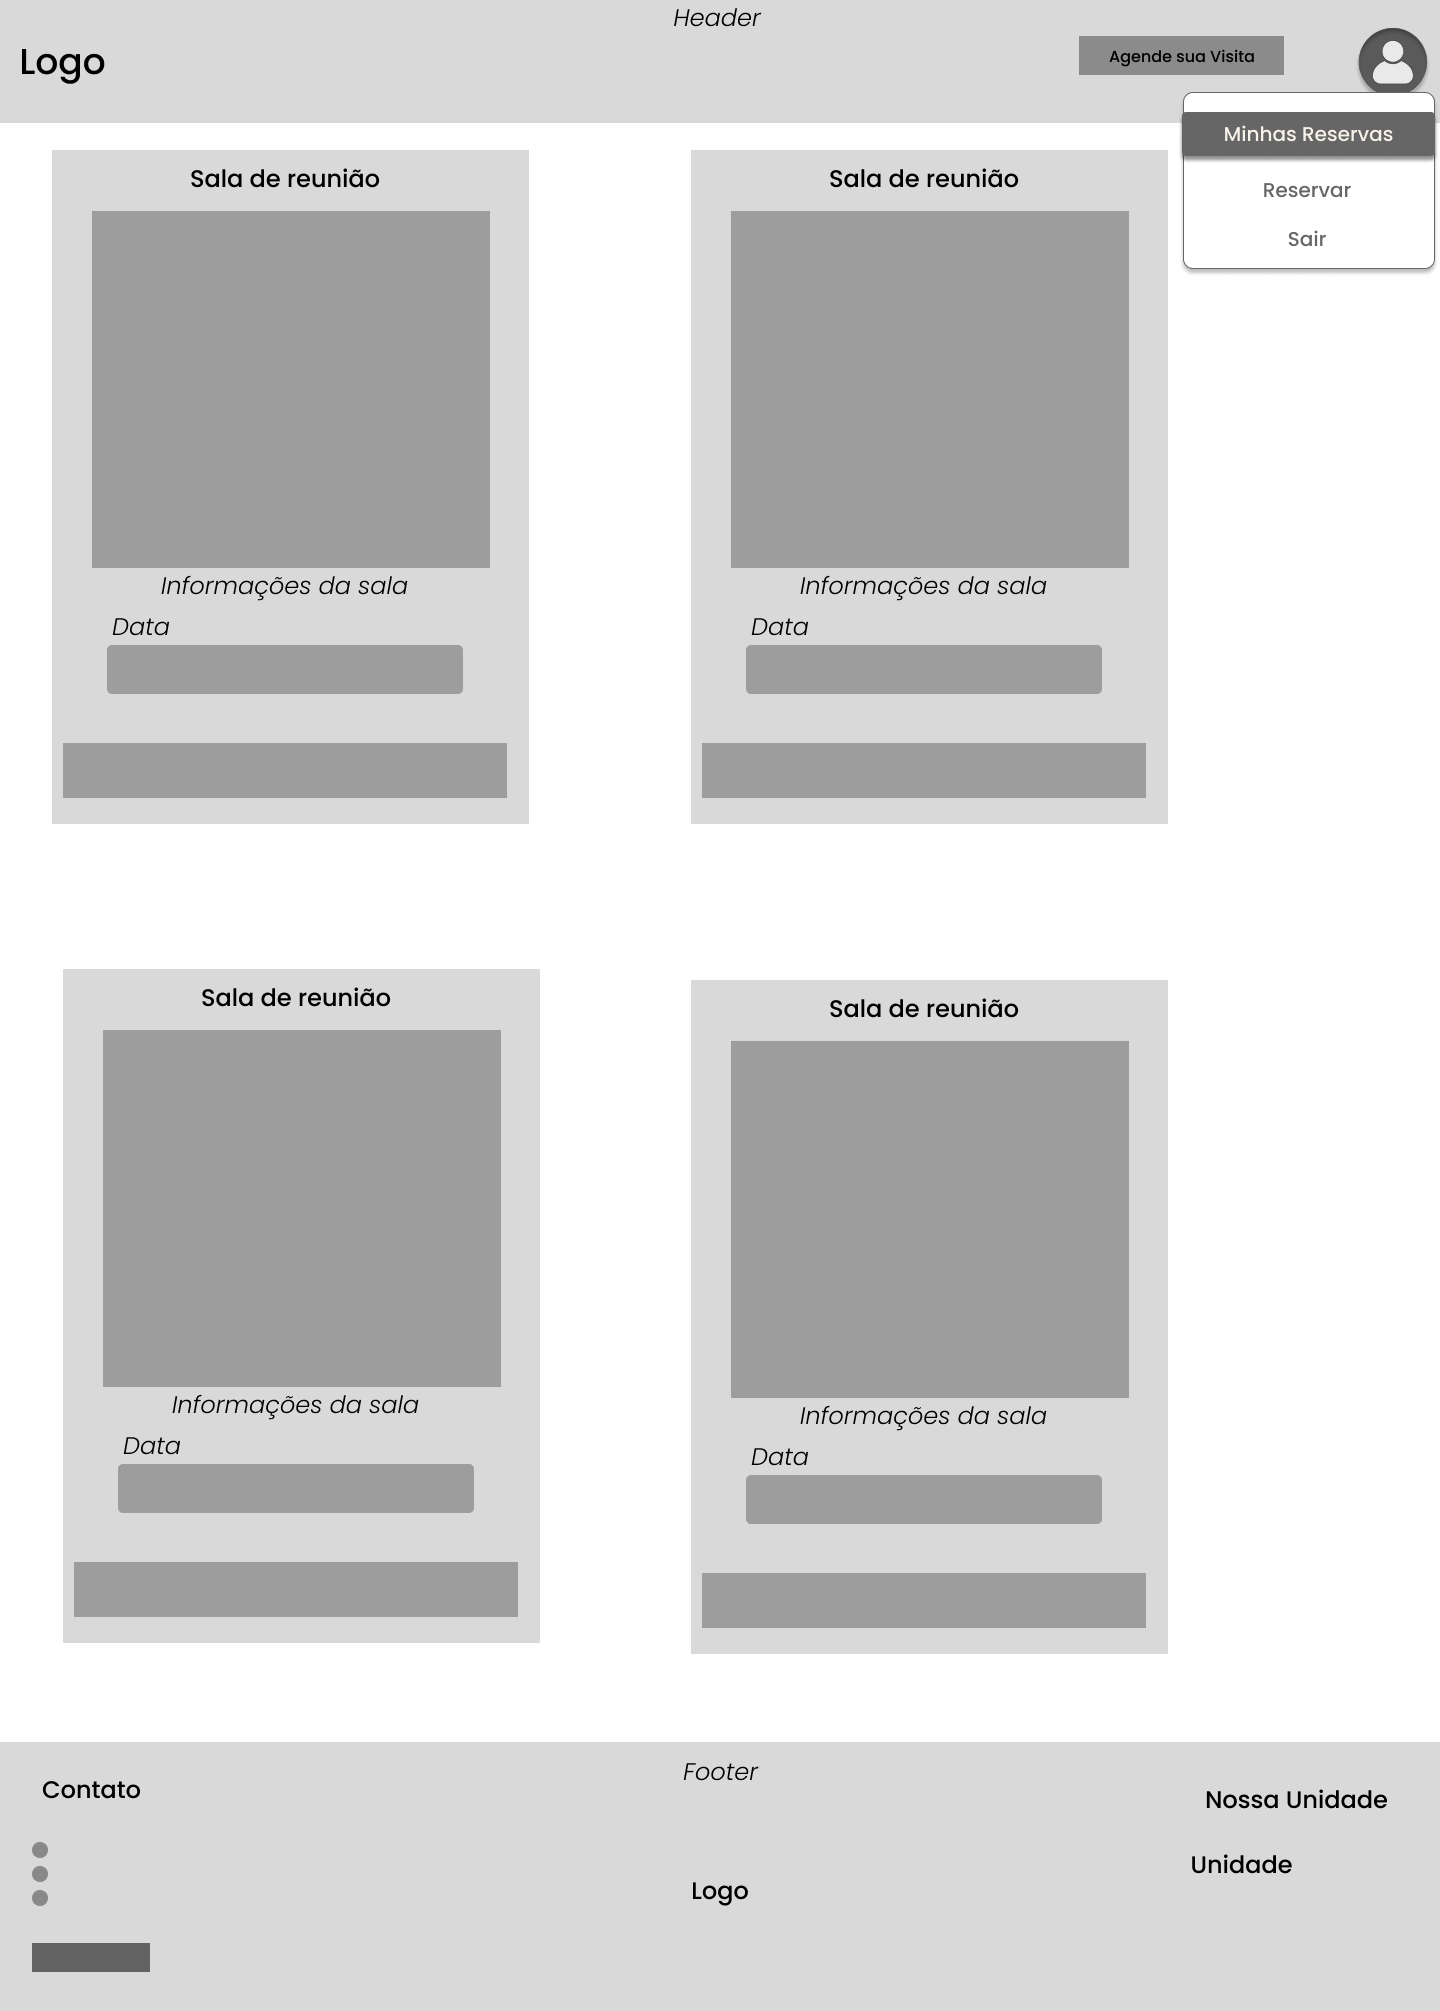 Header
Logo
Agende sua Visita
Minhas Reservas
Reservar
Sair
Sala de reunião
Informações da sala
Data
Sala de reunião
Informações da sala
Data
Sala de reunião
Informações da sala
Data
Sala de reunião
Informações da sala
Data
Footer
Contato
Logo
Nossa Unidade
Unidade